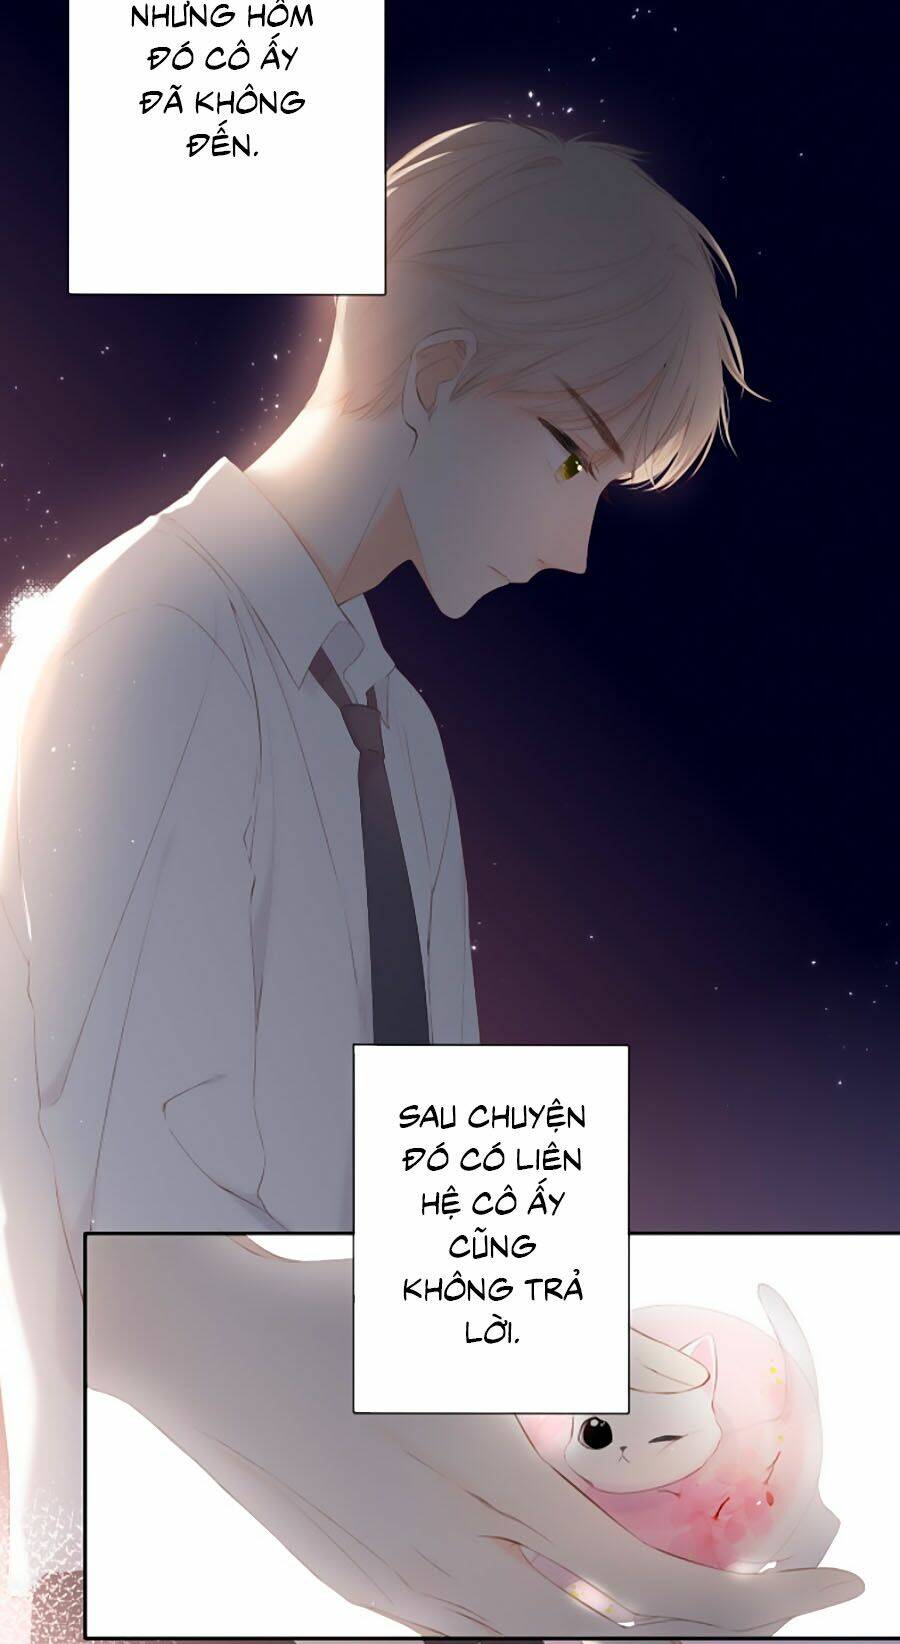 NHƯNG HÔM
ĐÓ CÔ ẤY
ĐÃ KHÔNG
ĐẾN.
SAU CHUYỆN
ĐÓ CÓ LIÊN
HỆ CÔ ẤY
CŨNG
KHÔNG TRẢ
LỜI.